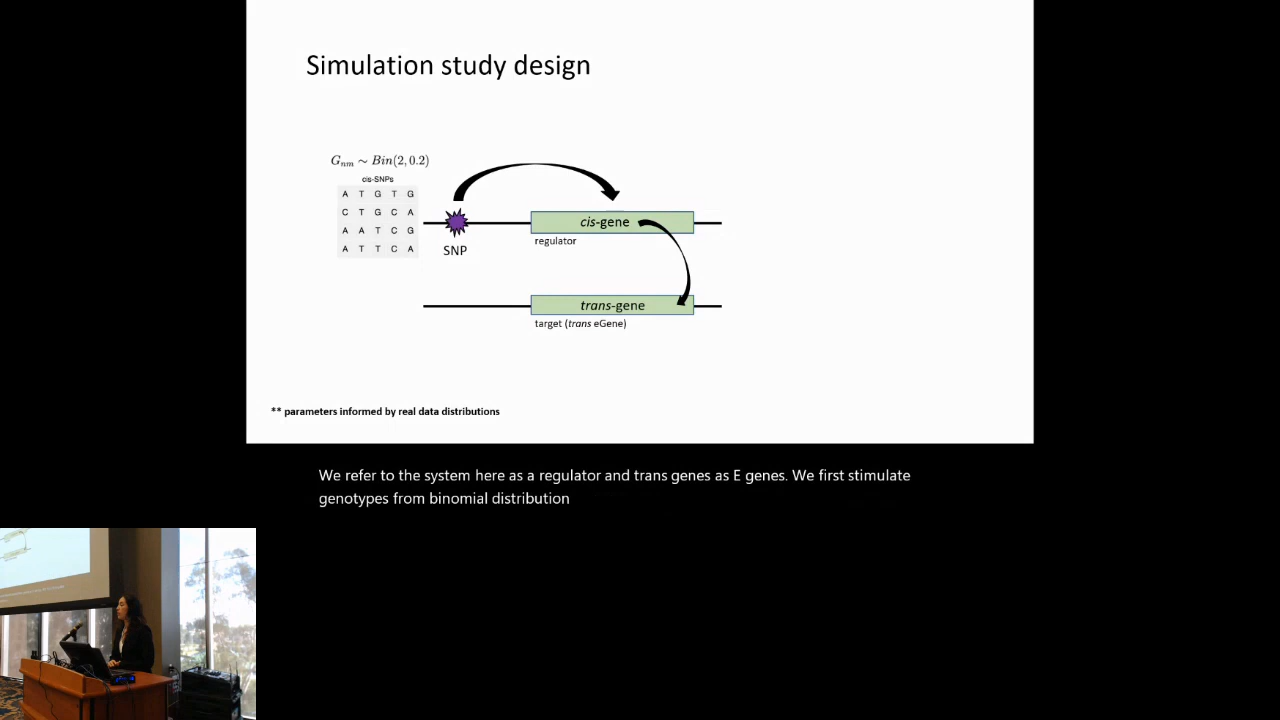 Simulation study design
G_{nm} ∼ Bin(2, 0.2)
cis-SNPs
A T G T G
C T G C A
A A T C G
A T T C A
SNP
cis-gene
regulator
trans-gene
target (trans eGene)
** parameters informed by real data distributions
We refer to the system here as a regulator and trans genes as E genes. We first stimulate
genotypes from binomial distribution